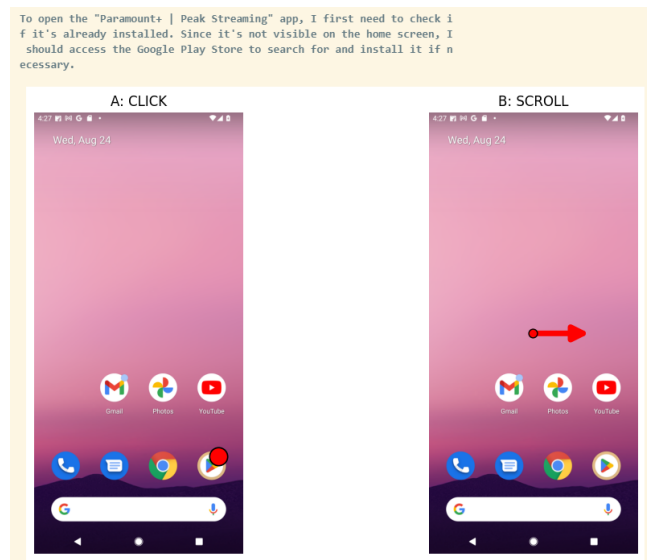 To open the "Paramount+ | Peak Streaming" app, I first need to check i
f it's already installed. Since it's not visible on the home screen, I
should access the Google Play Store to search for and install it if n
ecessary.
A: CLICK
B: SCROLL
4:27
Wed, Aug 24
Gmail
Photos
YouTube
G
4:27
Wed, Aug 24
Gmail
Photos
YouTube
G